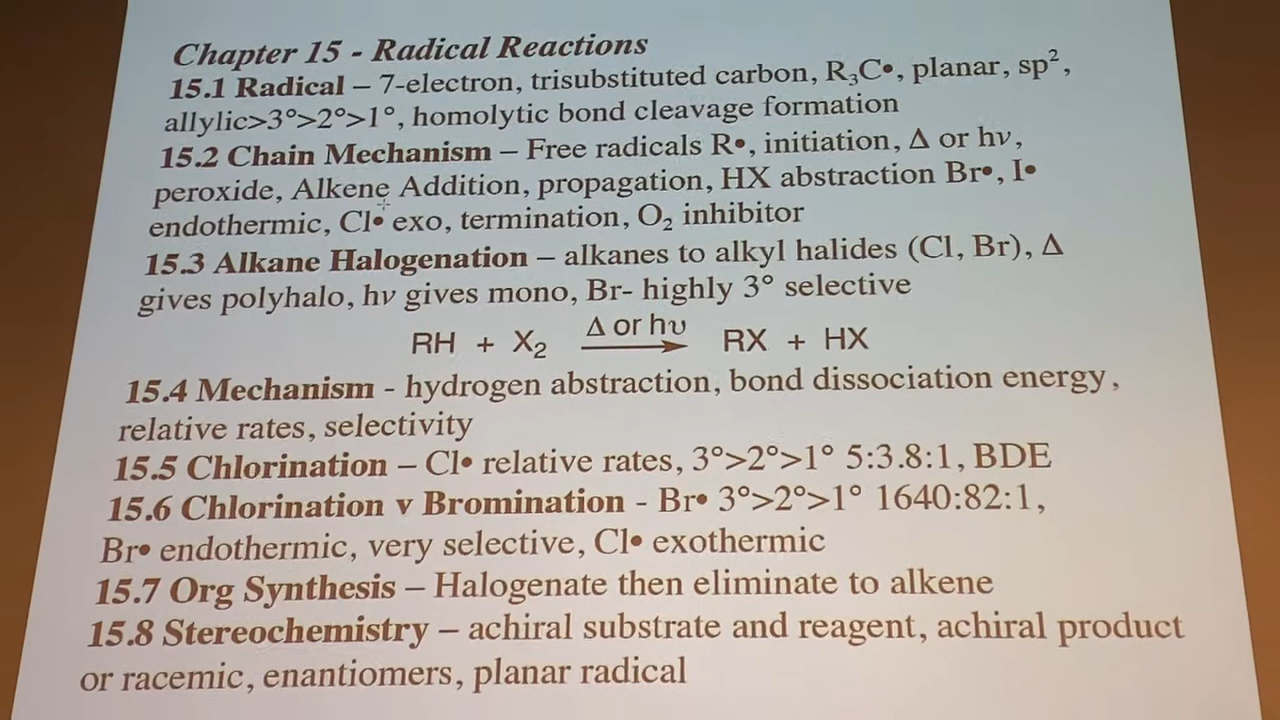 Chapter 15 - Radical Reactions
15.1 Radical – 7-electron, trisubstituted carbon, R₃C•, planar, sp²,
allylic>3°>2°>1°, homolytic bond cleavage formation
15.2 Chain Mechanism – Free radicals R•, initiation, Δ or hν,
peroxide, Alkene Addition, propagation, HX abstraction Br•, I•
endothermic, Cl• exo, termination, O₂ inhibitor
15.3 Alkane Halogenation – alkanes to alkyl halides (Cl, Br), Δ
gives polyhalo, hν gives mono, Br- highly 3° selective
Δ or hυ
RH + X₂ → RX + HX
15.4 Mechanism - hydrogen abstraction, bond dissociation energy,
relative rates, selectivity
15.5 Chlorination – Cl• relative rates, 3°>2°>1° 5:3.8:1, BDE
15.6 Chlorination v Bromination - Br• 3°>2°>1° 1640:82:1,
Br• endothermic, very selective, Cl• exothermic
15.7 Org Synthesis – Halogenate then eliminate to alkene
15.8 Stereochemistry – achiral substrate and reagent, achiral product
or racemic, enantiomers, planar radical